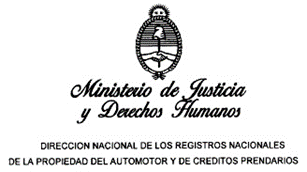 Ministerio de Justicia
y Derechos Humanos
DIRECCION NACIONAL DE LOS REGISTROS NACIONALES
DE LA PROPIEDAD DEL AUTOMOTOR Y DE CREDITOS PRENDARIOS